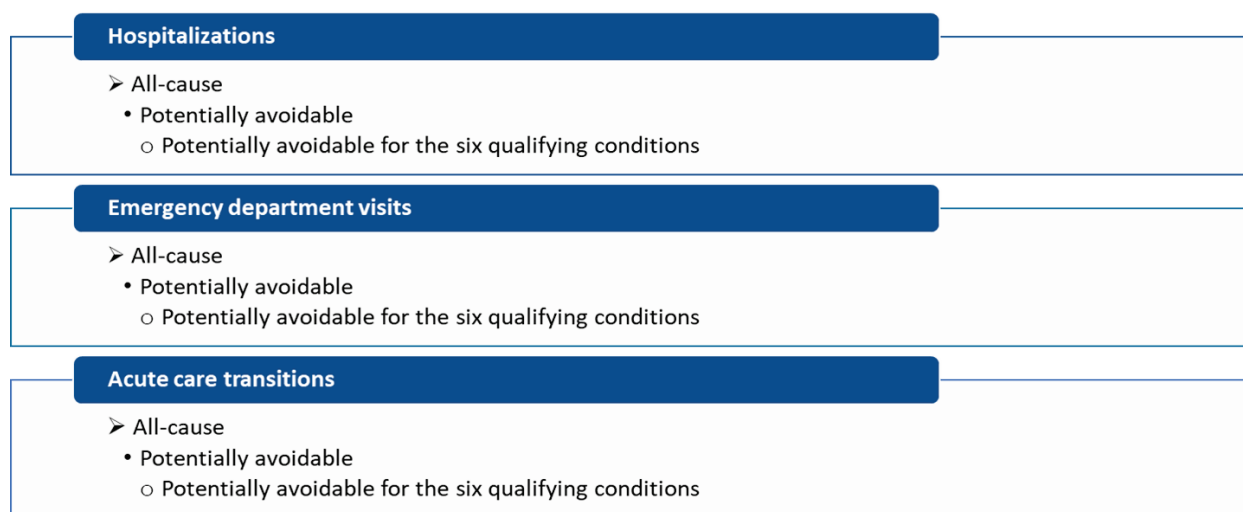 Hospitalizations
➢ All-cause
• Potentially avoidable
o Potentially avoidable for the six qualifying conditions
Emergency department visits
➢ All-cause
• Potentially avoidable
o Potentially avoidable for the six qualifying conditions
Acute care transitions
➢ All-cause
• Potentially avoidable
o Potentially avoidable for the six qualifying conditions